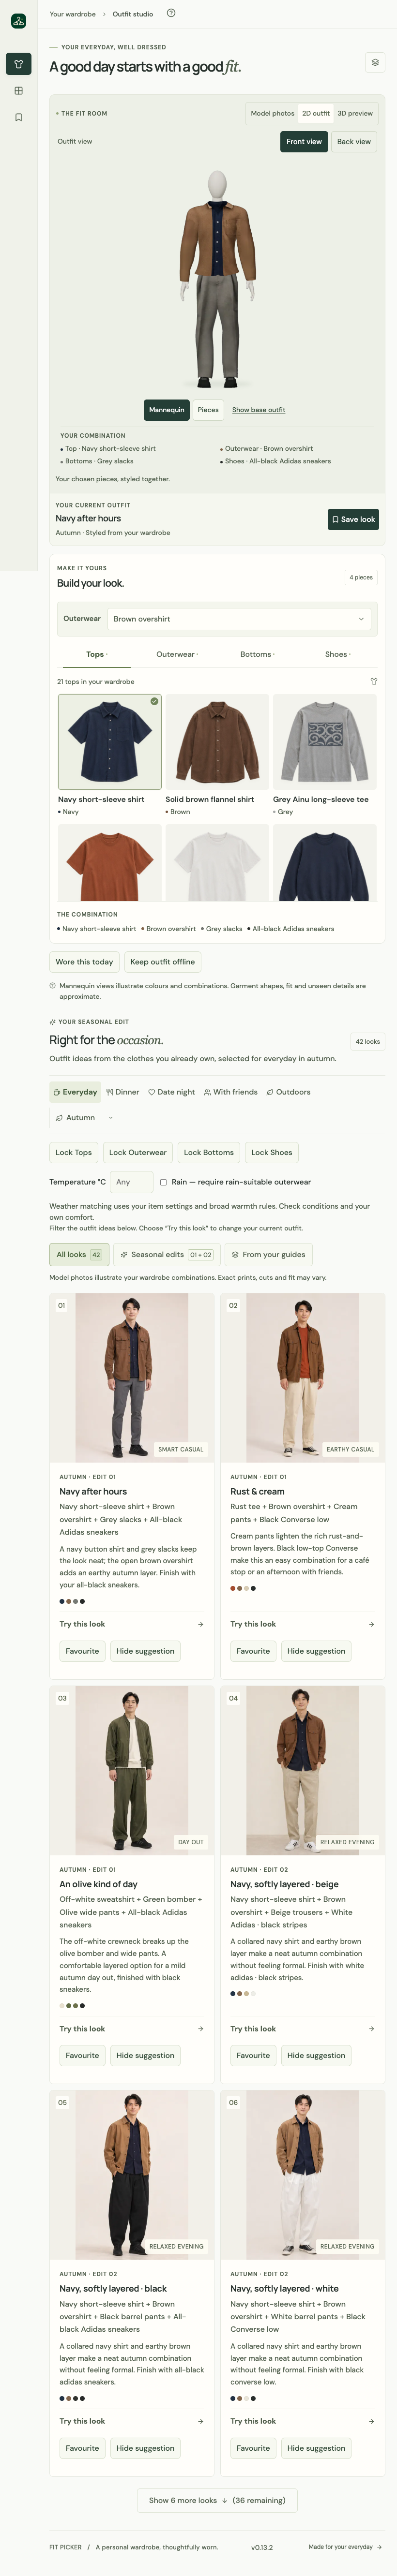 Your wardrobe > Outfit studio
YOUR EVERYDAY, WELL DRESSED
A good day starts with a good fit.
THE FIT ROOM
Model photos 2D outfit 3D preview
Outfit view
Front view Back view
Mannequin Pieces Show base outfit
YOUR COMBINATION
Top · Navy short-sleeve shirt
Outerwear · Brown overshirt
Bottoms · Grey slacks
Shoes · All-black Adidas sneakers
Your chosen pieces, styled together.
YOUR CURRENT OUTFIT
Navy after hours
Autumn · Styled from your wardrobe
Save look
MAKE IT YOURS
Build your look.
4 pieces
Outerwear Brown overshirt
Tops · Outerwear · Bottoms · Shoes ·
21 tops in your wardrobe
Navy short-sleeve shirt
Navy
Solid brown flannel shirt
Brown
Grey Ainu long-sleeve tee
Grey
THE COMBINATION
Navy short-sleeve shirt Brown overshirt Grey slacks All-black Adidas sneakers
Wore this today Keep outfit offline
Mannequin views illustrate colours and combinations. Garment shapes, fit and unseen details are
approximate.
YOUR SEASONAL EDIT
Right for the occasion.
42 looks
Outfit ideas from the clothes you already own, selected for everyday in autumn.
Everyday Dinner Date night With friends Outdoors
Autumn
Lock Tops Lock Outerwear Lock Bottoms Lock Shoes
Temperature °C Any Rain — require rain-suitable outerwear
Weather matching uses your item settings and broad warmth rules. Check conditions and your
own comfort.
Filter the outfit ideas below. Choose “Try this look” to change your current outfit.
All looks 42 Seasonal edits 01 + 02 From your guides
Model photos illustrate your wardrobe combinations. Exact prints, cuts and fit may vary.
01
SMART CASUAL
AUTUMN · EDIT 01
Navy after hours
Navy short-sleeve shirt + Brown
overshirt + Grey slacks + All-black
Adidas sneakers
A navy button shirt and grey slacks keep
the look neat; the open brown overshirt
adds an earthy autumn layer. Finish with
your all-black sneakers.
Try this look
Favourite Hide suggestion
02
EARTHY CASUAL
AUTUMN · EDIT 01
Rust & cream
Rust tee + Brown overshirt + Cream
pants + Black Converse low
Cream pants lighten the rich rust-and-
brown layers. Black low-top Converse
make this an easy combination for a café
stop or an afternoon with friends.
Try this look
Favourite Hide suggestion
03
DAY OUT
AUTUMN · EDIT 01
An olive kind of day
Off-white sweatshirt + Green bomber +
Olive wide pants + All-black Adidas
sneakers
The off-white crewneck breaks up the
olive bomber and wide pants. A
comfortable layered option for a mild
autumn day out, finished with black
sneakers.
Try this look
Favourite Hide suggestion
04
RELAXED EVENING
AUTUMN · EDIT 02
Navy, softly layered · beige
Navy short-sleeve shirt + Brown
overshirt + Beige trousers + White
Adidas · black stripes
A collared navy shirt and earthy brown
layer make a neat autumn combination
without feeling formal. Finish with white
adidas · black stripes.
Try this look
Favourite Hide suggestion
05
RELAXED EVENING
AUTUMN · EDIT 02
Navy, softly layered · black
Navy short-sleeve shirt + Brown
overshirt + Black barrel pants + All-
black Adidas sneakers
A collared navy shirt and earthy brown
layer make a neat autumn combination
without feeling formal. Finish with all-black
adidas sneakers.
Try this look
Favourite Hide suggestion
06
RELAXED EVENING
AUTUMN · EDIT 02
Navy, softly layered · white
Navy short-sleeve shirt + Brown
overshirt + White barrel pants + Black
Converse low
A collared navy shirt and earthy brown
layer make a neat autumn combination
without feeling formal. Finish with black
converse low.
Try this look
Favourite Hide suggestion
Show 6 more looks ↓ (36 remaining)
FIT PICKER / A personal wardrobe, thoughtfully worn. v0.13.2 Made for your everyday →